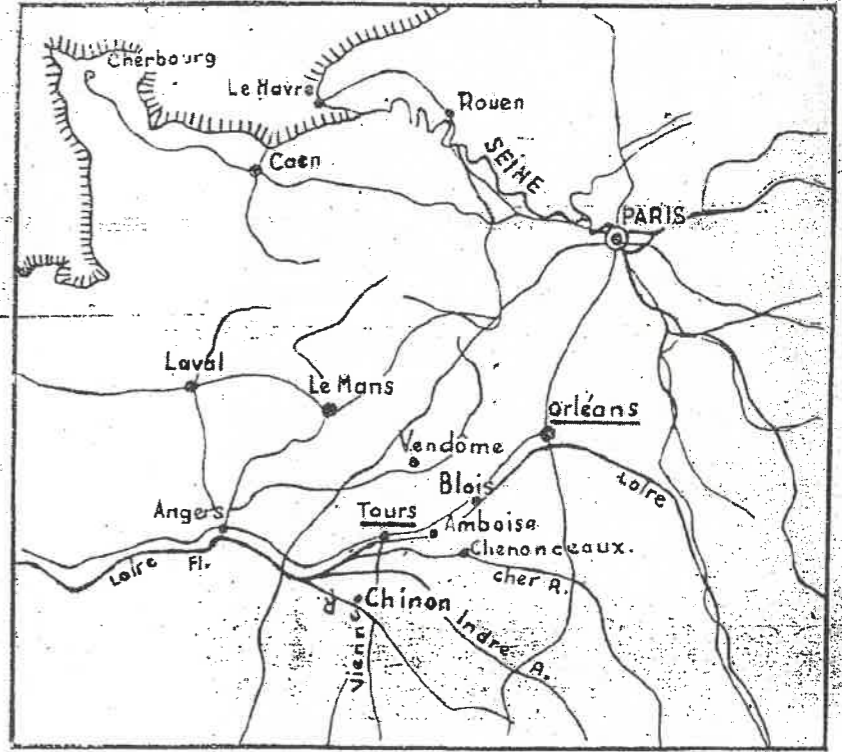 Cherbourg
Le Havre
Rouen
SEINE
Caen
PARIS
Laval
Le Mans
Orléans
Vendôme
Loire
Blois
Angers
Tours
Amboise
Chenonceaux.
Loire Fl.
cher R.
Chinon
R
Vienne
Indre R.